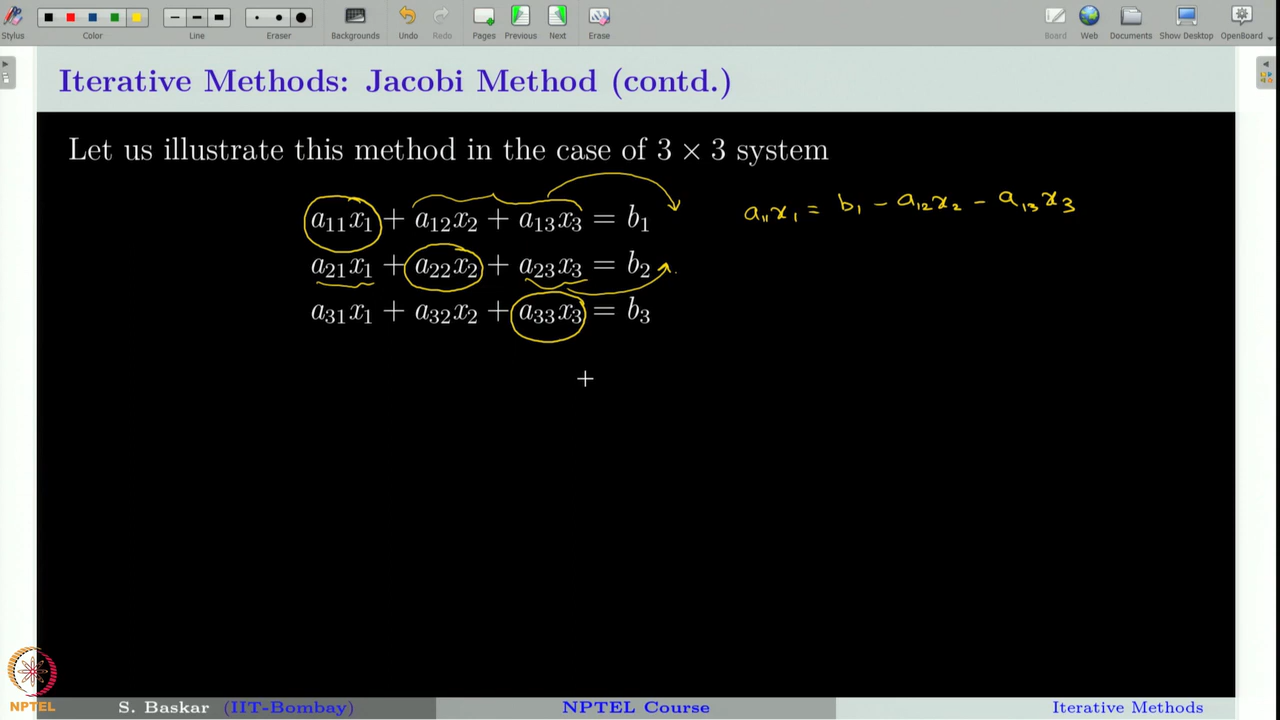 Stylus Color Line Eraser Backgrounds Undo Redo Pages Previous Next Erase Board Web Documents Show Desktop OpenBoard
Iterative Methods: Jacobi Method (contd.)
Let us illustrate this method in the case of 3 × 3 system
a₁₁x₁ + a₁₂x₂ + a₁₃x₃ = b₁
a₁₁x₁ = b₁ − a₁₂x₂ − a₁₃x₃
a₂₁x₁ + a₂₂x₂ + a₂₃x₃ = b₂
a₃₁x₁ + a₃₂x₂ + a₃₃x₃ = b₃
NPTEL
S. Baskar (IIT-Bombay) NPTEL Course Iterative Methods